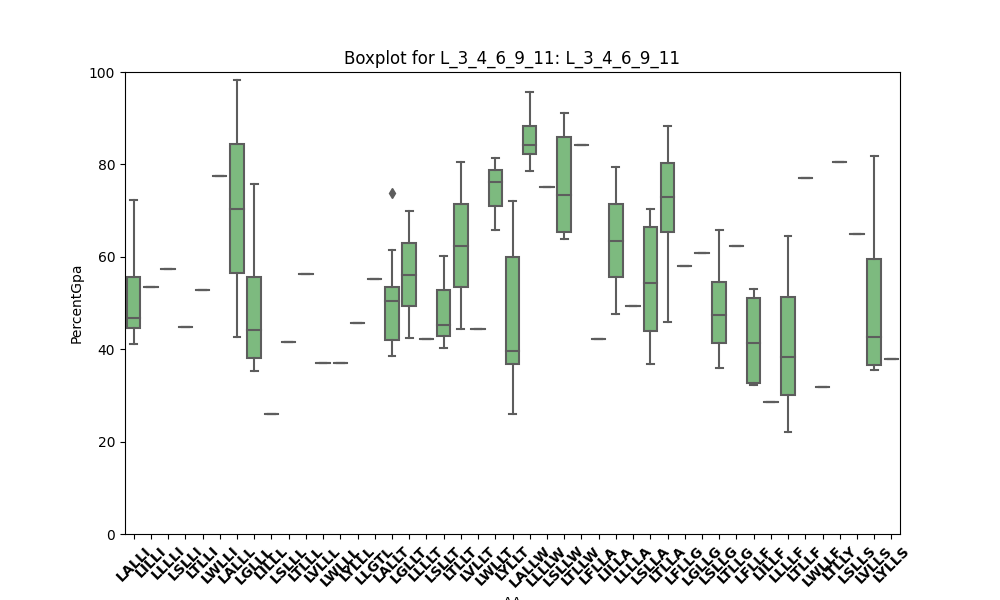 Boxplot for L_3_4_6_9_11: L_3_4_6_9_11
100
80
60
40
20
0
PercentGpa
LALLI
LILLI
LLLLI
LSLLI
LTLLI
LWLLI
LALLL
LGLLL
LILLL
LSLLL
LTLLL
LVLLL
LWLLL
LYLLL
LLGTL
LALLT
LGLLT
LLLLT
LSLLT
LTLLT
LVLLT
LWLLT
LYLLT
LALLW
LLLLW
LSLLW
LTLLW
LFLLA
LILLA
LLLLA
LSLLA
LTLLA
LFLLG
LGLLG
LSLLG
LTLLG
LFLLF
LILLF
LLLLF
LTLLF
LWLLF
LTLLY
LSLLS
LVLLS
LYLLS